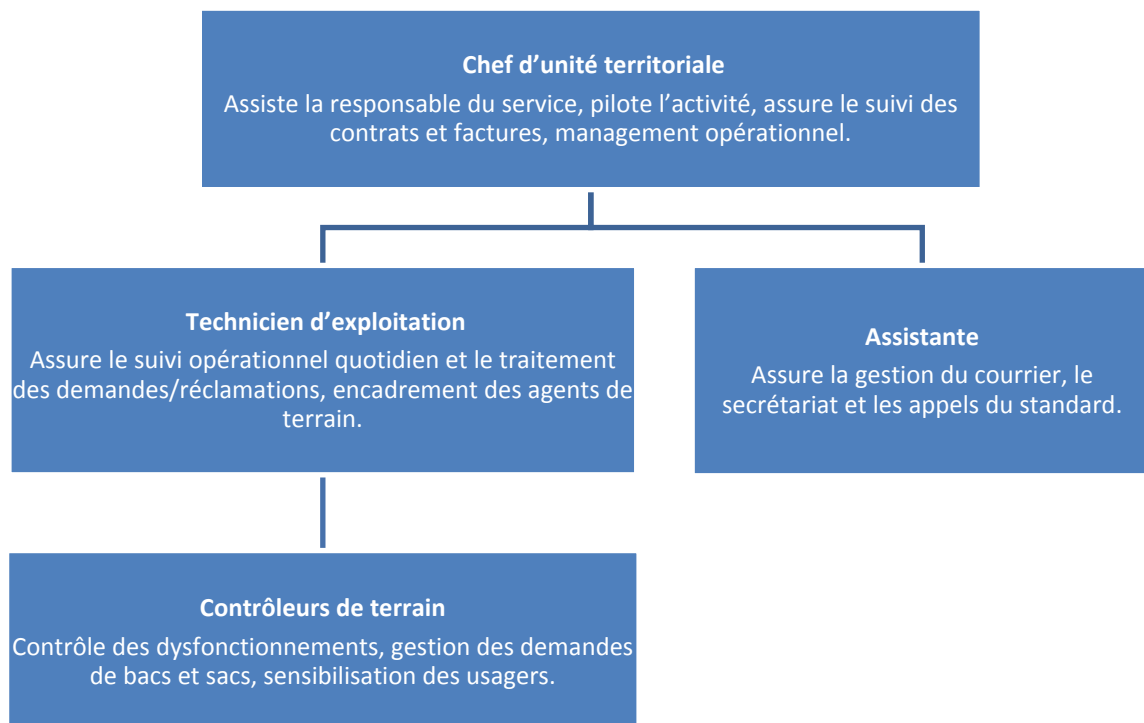 Chef d’unité territoriale
Assiste la responsable du service, pilote l’activité, assure le suivi des
contrats et factures, management opérationnel.
Technicien d’exploitation
Assure le suivi opérationnel quotidien et le traitement
des demandes/réclamations, encadrement des agents de
terrain.
Assistante
Assure la gestion du courrier, le
secrétariat et les appels du standard.
Contrôleurs de terrain
Contrôle des dysfonctionnements, gestion des demandes
de bacs et sacs, sensibilisation des usagers.